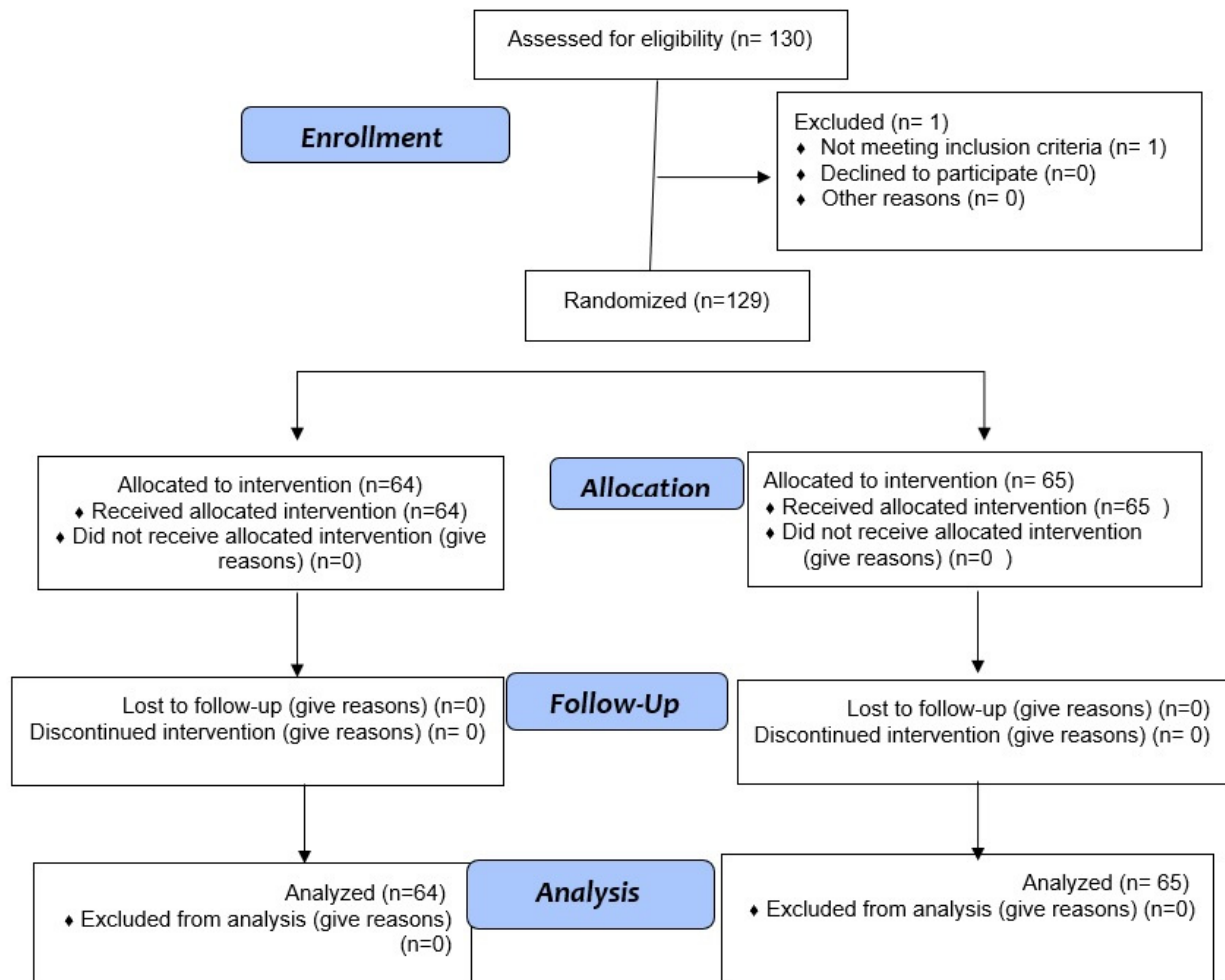 Assessed for eligibility (n= 130)
Enrollment
Excluded (n= 1)
♦ Not meeting inclusion criteria (n= 1)
♦ Declined to participate (n=0)
♦ Other reasons (n= 0)
Randomized (n=129)
Allocated to intervention (n=64)
♦ Received allocated intervention (n=64)
♦ Did not receive allocated intervention (give
reasons) (n=0)
Allocation
Allocated to intervention (n= 65)
♦ Received allocated intervention (n=65 )
♦ Did not receive allocated intervention
(give reasons) (n=0 )
Lost to follow-up (give reasons) (n=0)
Discontinued intervention (give reasons) (n= 0)
Follow-Up
Lost to follow-up (give reasons) (n=0)
Discontinued intervention (give reasons) (n= 0)
Analyzed (n=64)
♦ Excluded from analysis (give reasons)
(n=0)
Analysis
Analyzed (n= 65)
♦ Excluded from analysis (give reasons) (n=0)